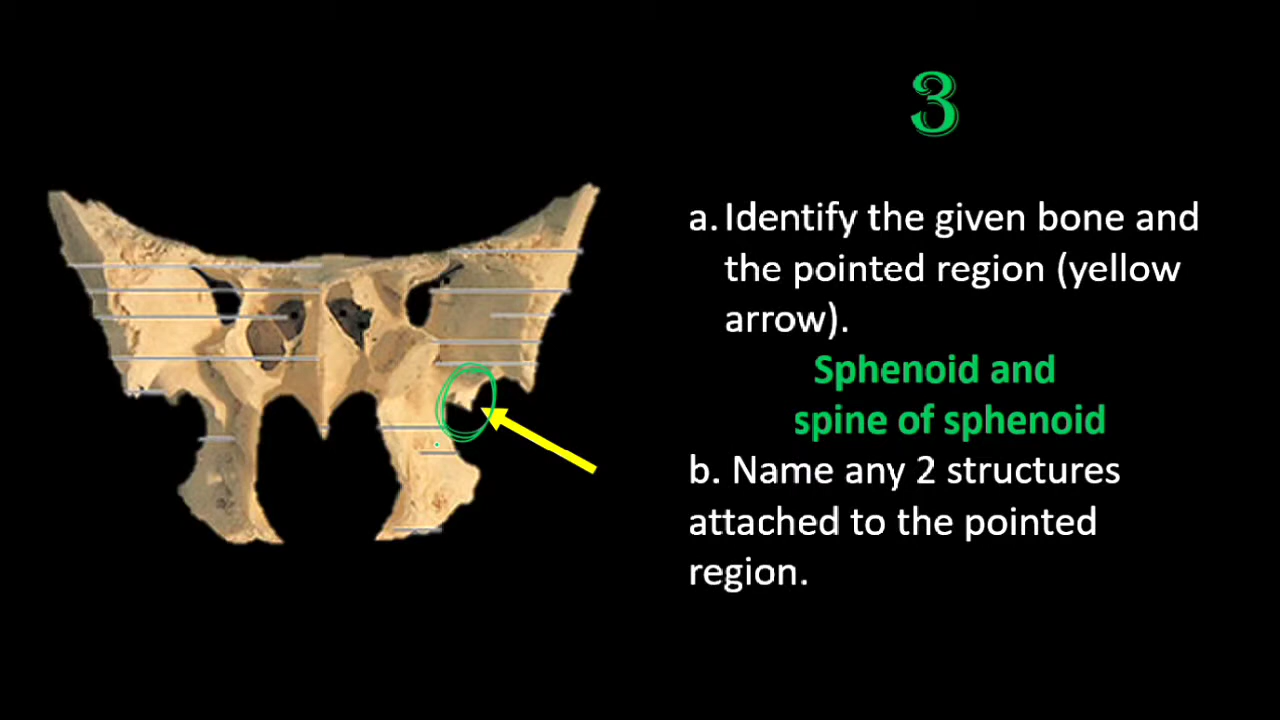 3
a. Identify the given bone and
the pointed region (yellow
arrow).
Sphenoid and
spine of sphenoid
b. Name any 2 structures
attached to the pointed
region.